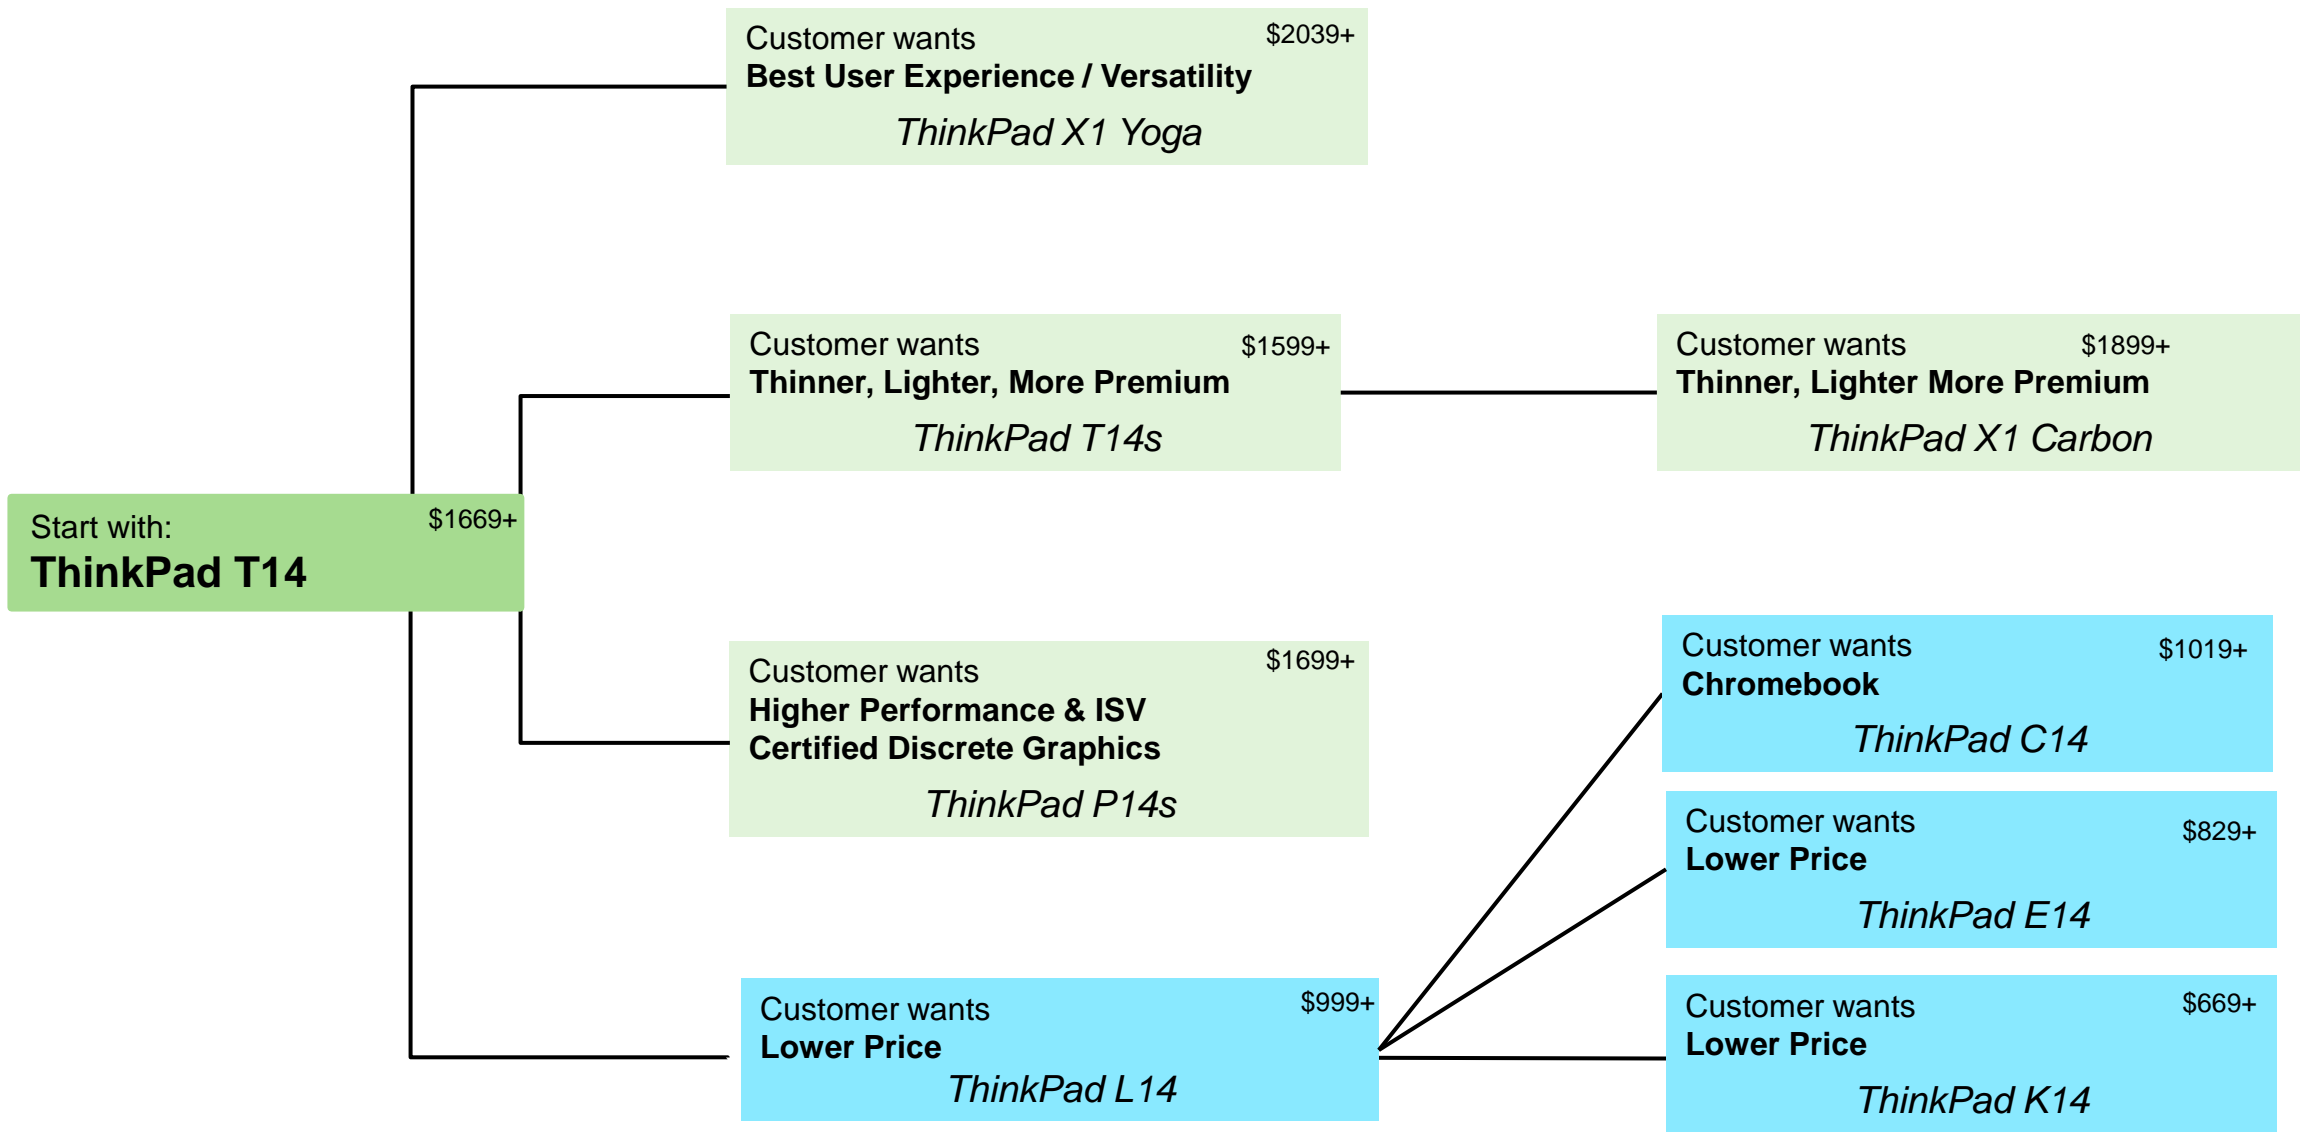 Customer wants
$2039+
Best User Experience / Versatility
ThinkPad X1 Yoga
Customer wants
$1599+
Thinner, Lighter, More Premium
ThinkPad T14s
Customer wants
$1899+
Thinner, Lighter More Premium
ThinkPad X1 Carbon
Start with:
$1669+
ThinkPad T14
Customer wants
$1699+
Higher Performance & ISV
Certified Discrete Graphics
ThinkPad P14s
Customer wants
$1019+
Chromebook
ThinkPad C14
Customer wants
$829+
Lower Price
ThinkPad E14
Customer wants
$999+
Lower Price
ThinkPad L14
Customer wants
$669+
Lower Price
ThinkPad K14